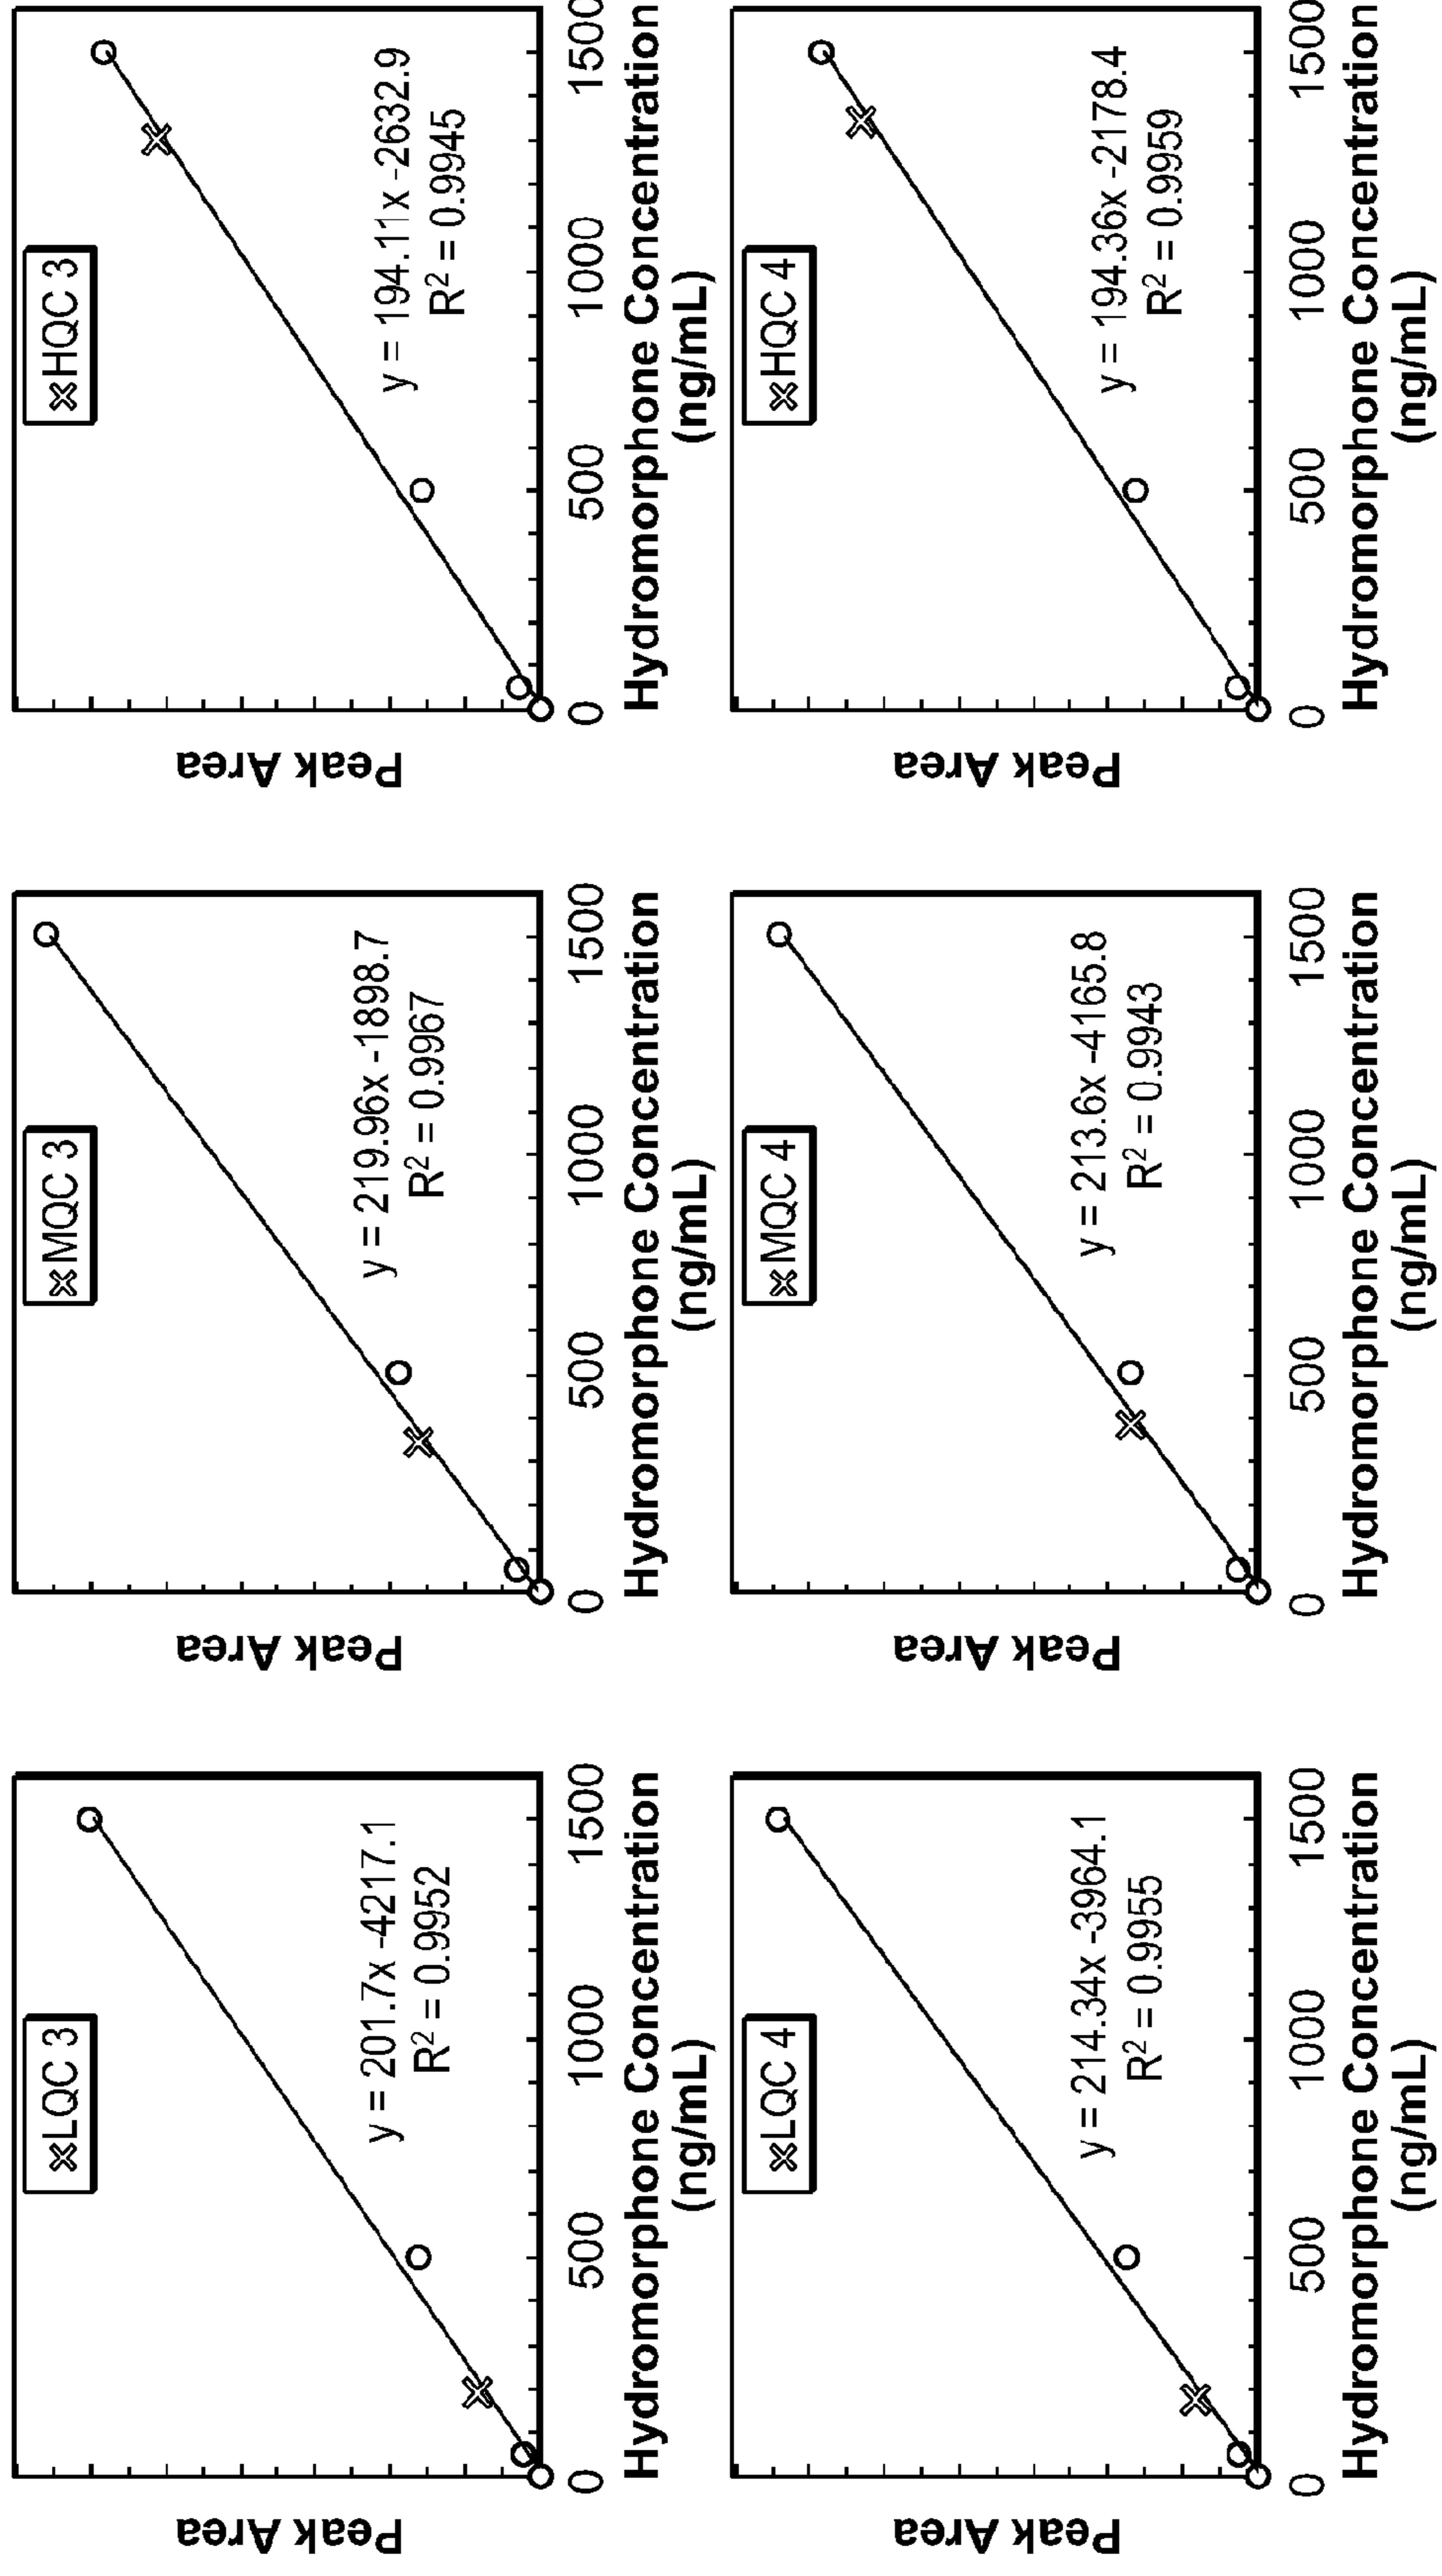 LQC 3
y = 201.7x -4217.1
R² = 0.9952
Peak Area
0 500 1000 1500
Hydromorphone Concentration
(ng/mL)
MQC 3
y = 219.96x -1898.7
R² = 0.9967
Peak Area
0 500 1000 1500
Hydromorphone Concentration
(ng/mL)
HQC 3
y = 194.11x -2632.9
R² = 0.9945
Peak Area
0 500 1000 1500
Hydromorphone Concentration
(ng/mL)
LQC 4
y = 214.34x -3964.1
R² = 0.9955
Peak Area
0 500 1000 1500
Hydromorphone Concentration
(ng/mL)
MQC 4
y = 213.6x -4165.8
R² = 0.9943
Peak Area
0 500 1000 1500
Hydromorphone Concentration
(ng/mL)
HQC 4
y = 194.36x -2178.4
R² = 0.9959
Peak Area
0 500 1000 1500
Hydromorphone Concentration
(ng/mL)